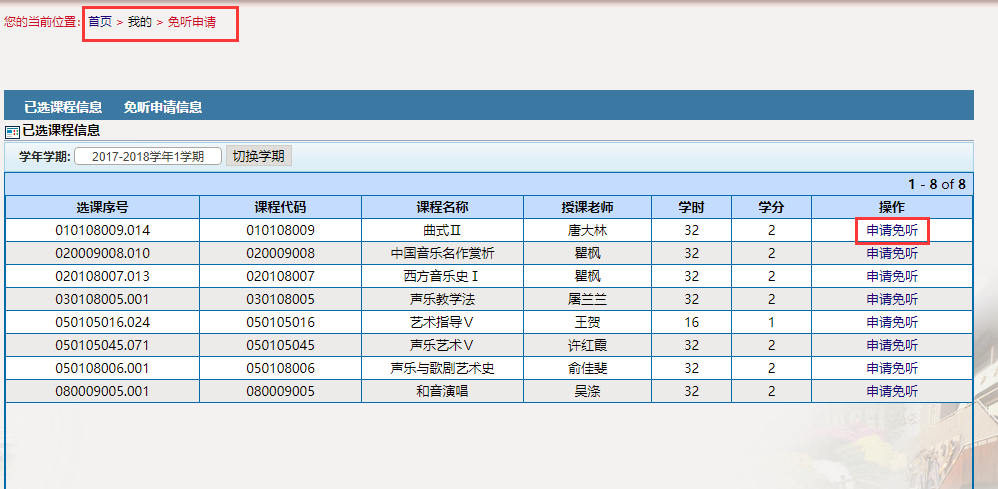 您的当前位置: 首页 > 我的 > 免听申请
已选课程信息 免听申请信息
已选课程信息
学年学期: 2017-2018学年1学期 切换学期
1 - 8 of 8
选课序号 课程代码 课程名称 授课老师 学时 学分 操作
010108009.014 010108009 曲式Ⅱ 唐大林 32 2 申请免听
020009008.010 020009008 中国音乐名作赏析 瞿枫 32 2 申请免听
020108007.013 020108007 西方音乐史Ⅰ 瞿枫 32 2 申请免听
030108005.001 030108005 声乐教学法 屠兰兰 32 2 申请免听
050105016.024 050105016 艺术指导Ⅴ 王贺 16 1 申请免听
050105045.071 050105045 声乐艺术Ⅴ 许红霞 32 2 申请免听
050108006.001 050108006 声乐与歌剧艺术史 俞佳斐 32 2 申请免听
080009005.001 080009005 和音演唱 吴涤 32 2 申请免听